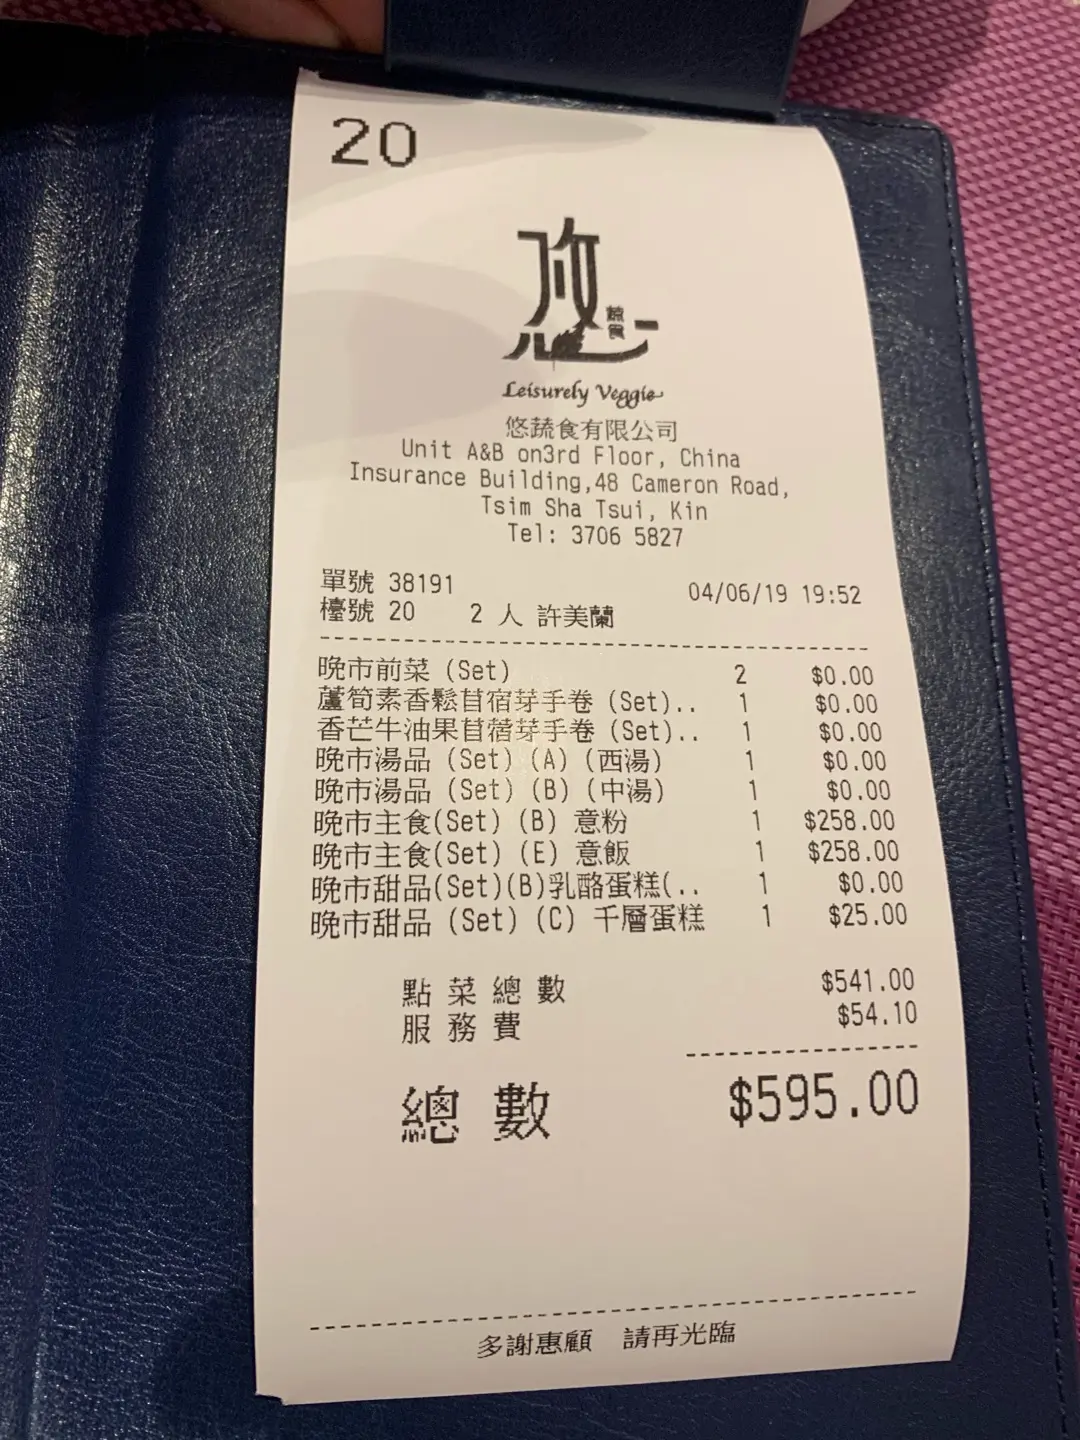 20
悠
蔬食
Leisurely Veggie
悠蔬食有限公司
Unit A&B on3rd Floor, China
Insurance Building,48 Cameron Road,
Tsim Sha Tsui, Kin
Tel: 3706 5827
單號 38191 04/06/19 19:52
檯號 20 2 人 許美蘭
晚市前菜 (Set) 2 $0.00
蘆筍素香鬆苜宿芽手卷 (Set).. 1 $0.00
香芒牛油果苜蓿芽手卷 (Set).. 1 $0.00
晚市湯品 (Set) (A) (西湯) 1 $0.00
晚市湯品 (Set) (B) (中湯) 1 $0.00
晚市主食(Set) (B) 意粉 1 $258.00
晚市主食(Set) (E) 意飯 1 $258.00
晚市甜品(Set)(B)乳酪蛋糕(.. 1 $0.00
晚市甜品 (Set) (C) 千層蛋糕 1 $25.00
點菜總數 $541.00
服務費 $54.10
總數 $595.00
多謝惠顧 請再光臨